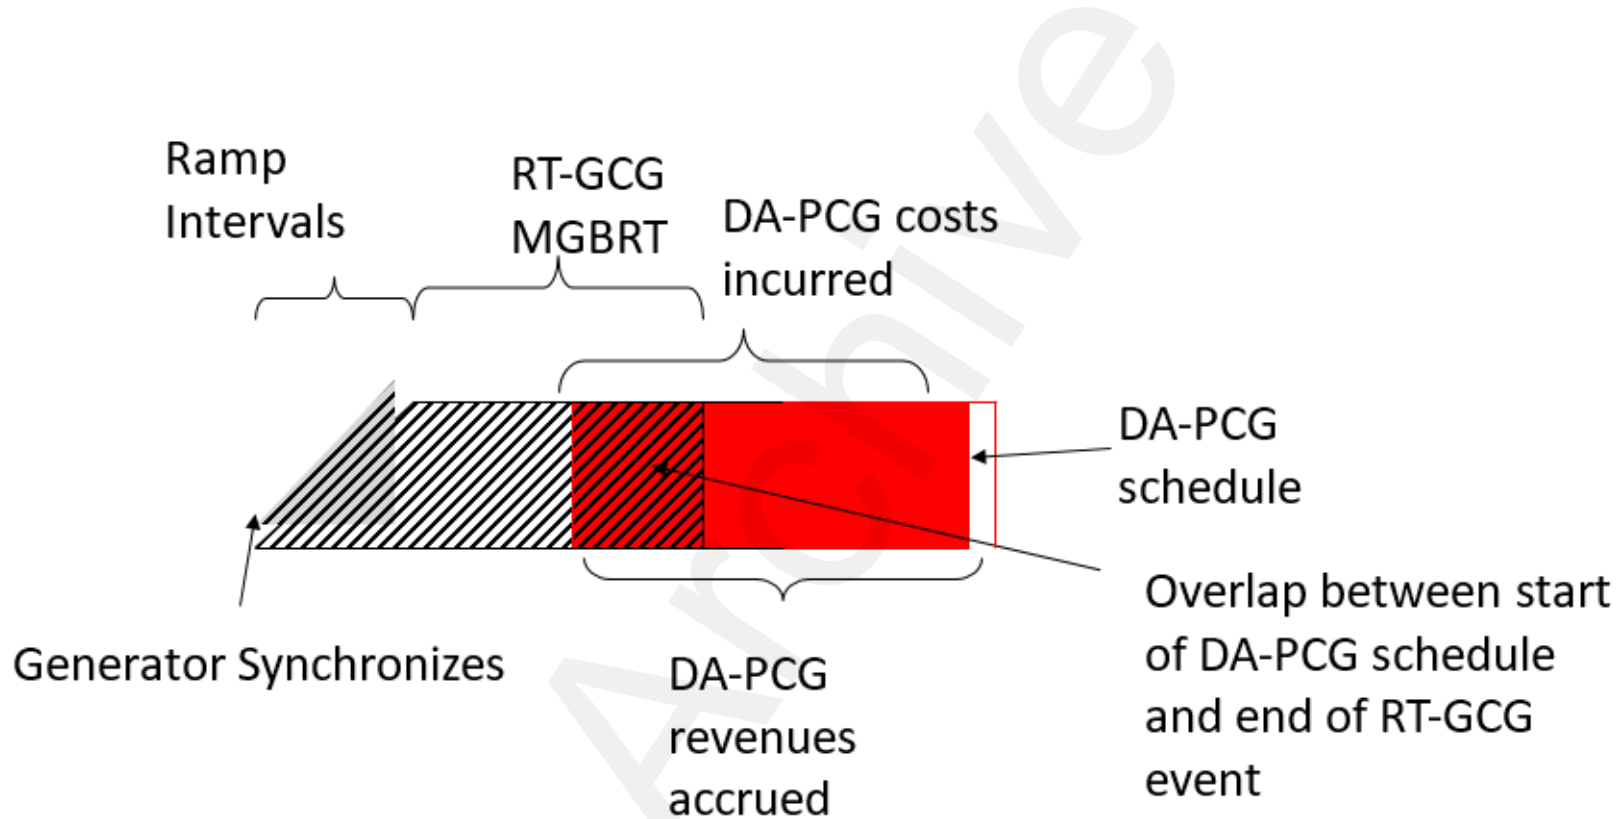 Ramp
Intervals
RT-GCG
MGBRT
DA-PCG costs
incurred
DA-PCG
schedule
Generator Synchronizes
DA-PCG
revenues
accrued
Overlap between start
of DA-PCG schedule
and end of RT-GCG
event
Archive